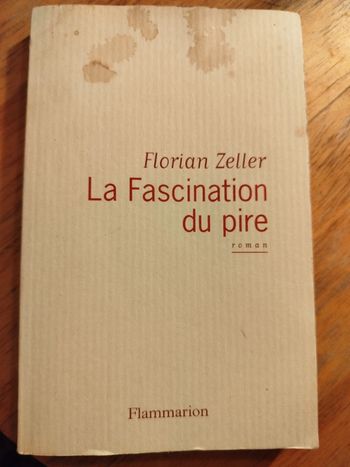 Florian Zeller
La Fascination
du pire
roman
Flammarion